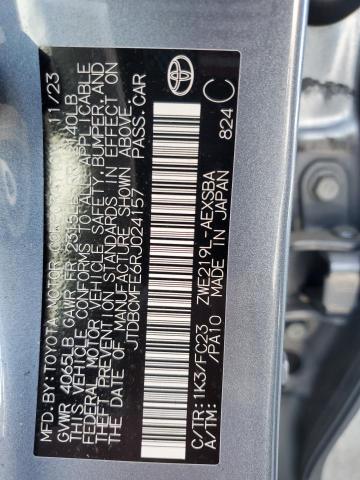 MFD.BY:TOYOTA MOTOR 11/23
GVWR 4065LB GAWR FR 2315LB RR 40LB
THIS VEHICLE CONFORMS TO ALL APPLICABLE
FEDERAL MOTOR VEHICLE SAFETY, BUMPER, AND
THEFT PREVENTION STANDARDS IN EFFECT ON
THE DATE OF MANUFACTURE SHOWN ABOVE.
JTDBCMFE6RJ024157 PASS.CAR
C/TR:1K3/FC23 ZWE219L-AEXSBA
A/TM: /PA10 MADE IN JAPAN
824
C